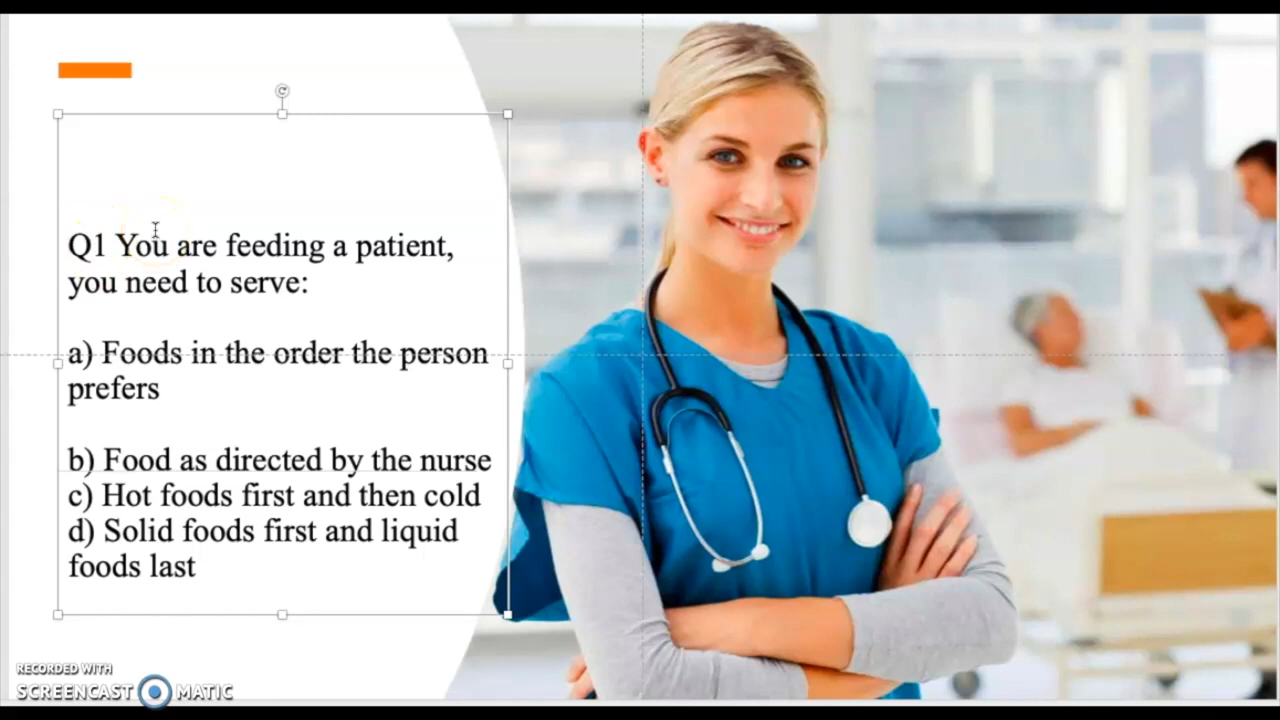 Q1 You are feeding a patient,
you need to serve:
a) Foods in the order the person
prefers
b) Food as directed by the nurse
c) Hot foods first and then cold
d) Solid foods first and liquid
foods last
RECORDED WITH
SCREENCAST MATIC